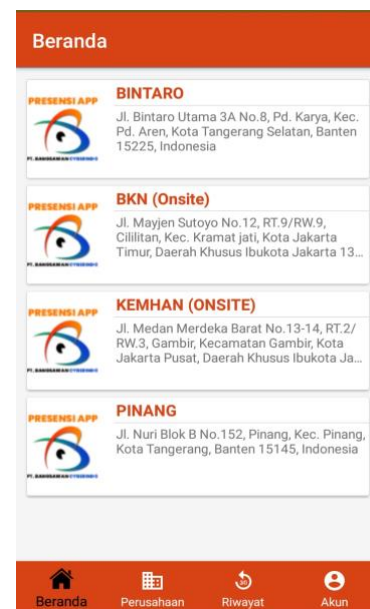 Beranda
PRESENSI APP
BINTARO
Jl. Bintaro Utama 3A No.8, Pd. Karya, Kec.
Pd. Aren, Kota Tangerang Selatan, Banten
15225, Indonesia
PRESENSI APP
BKN (Onsite)
Jl. Mayjen Sutoyo No.12, RT.9/RW.9,
Cililitan, Kec. Kramat jati, Kota Jakarta
Timur, Daerah Khusus Ibukota Jakarta 13...
PRESENSI APP
KEMHAN (ONSITE)
Jl. Medan Merdeka Barat No.13-14, RT.2/
RW.3, Gambir, Kecamatan Gambir, Kota
Jakarta Pusat, Daerah Khusus Ibukota Ja...
PRESENSI APP
PINANG
Jl. Nuri Blok B No.152, Pinang, Kec. Pinang,
Kota Tangerang, Banten 15145, Indonesia
Beranda
Perusahaan
Riwayat
Akun